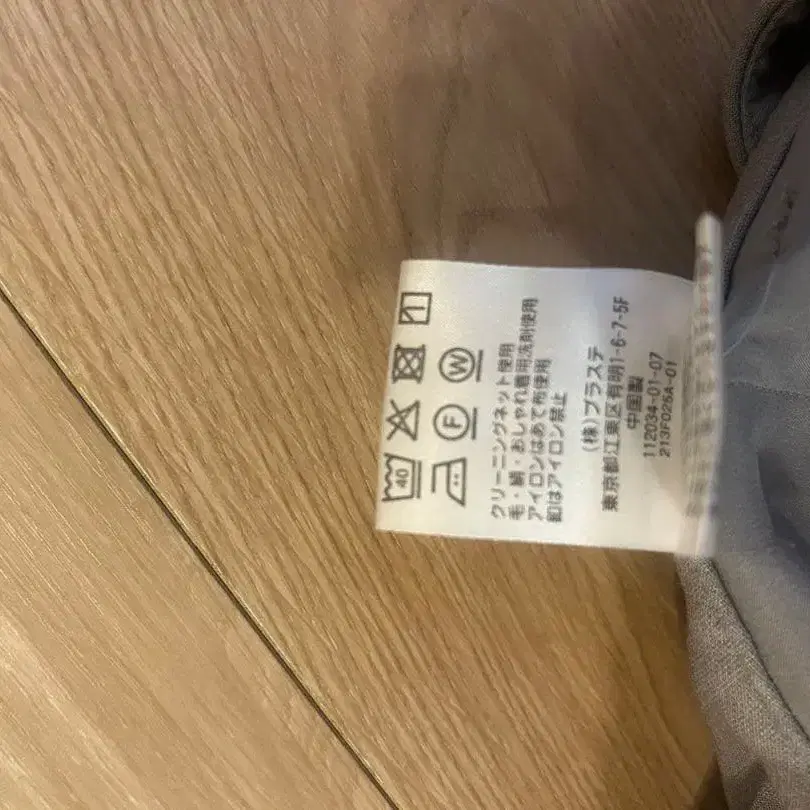 40
F W
クリーニングネット使用
毛・絹・おしゃれ着用洗剤使用
アイロンはあて布使用
釦はアイロン禁止
(株)プラステ
東京都江東区有明1-6-7-5F
中国製
112034-01-07
213F026A-01